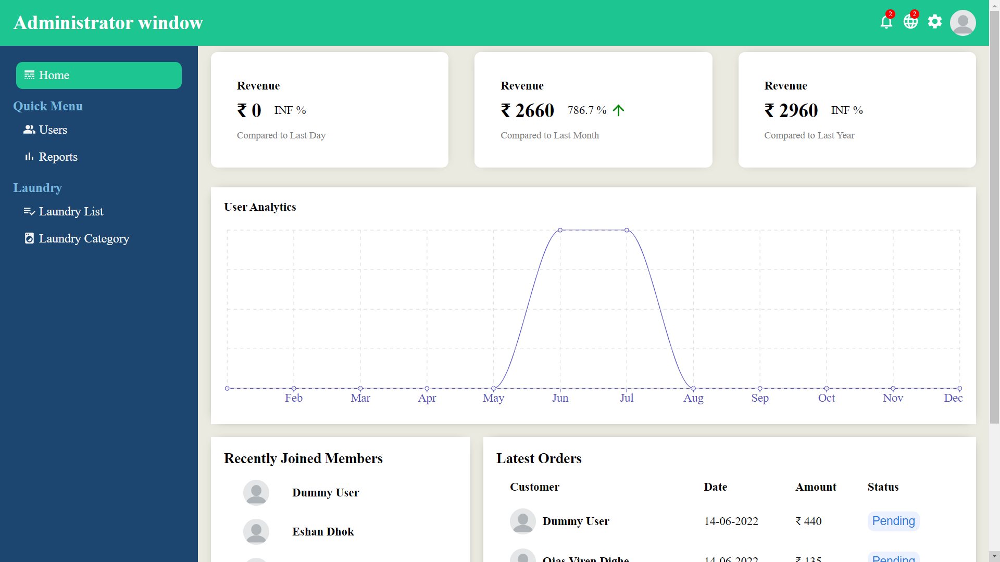 Administrator window
2
2
Home
Quick Menu
Users
Reports
Laundry
Laundry List
Laundry Category
Revenue
₹ 0 INF %
Compared to Last Day
Revenue
₹ 2660 786.7 %
Compared to Last Month
Revenue
₹ 2960 INF %
Compared to Last Year
User Analytics
Feb Mar Apr May Jun Jul Aug Sep Oct Nov Dec
Recently Joined Members
Dummy User
Eshan Dhok
Latest Orders
Customer Date Amount Status
Dummy User 14-06-2022 ₹ 440 Pending
Ojas Viren Dighe 14-06-2022 ₹ 135 Pending